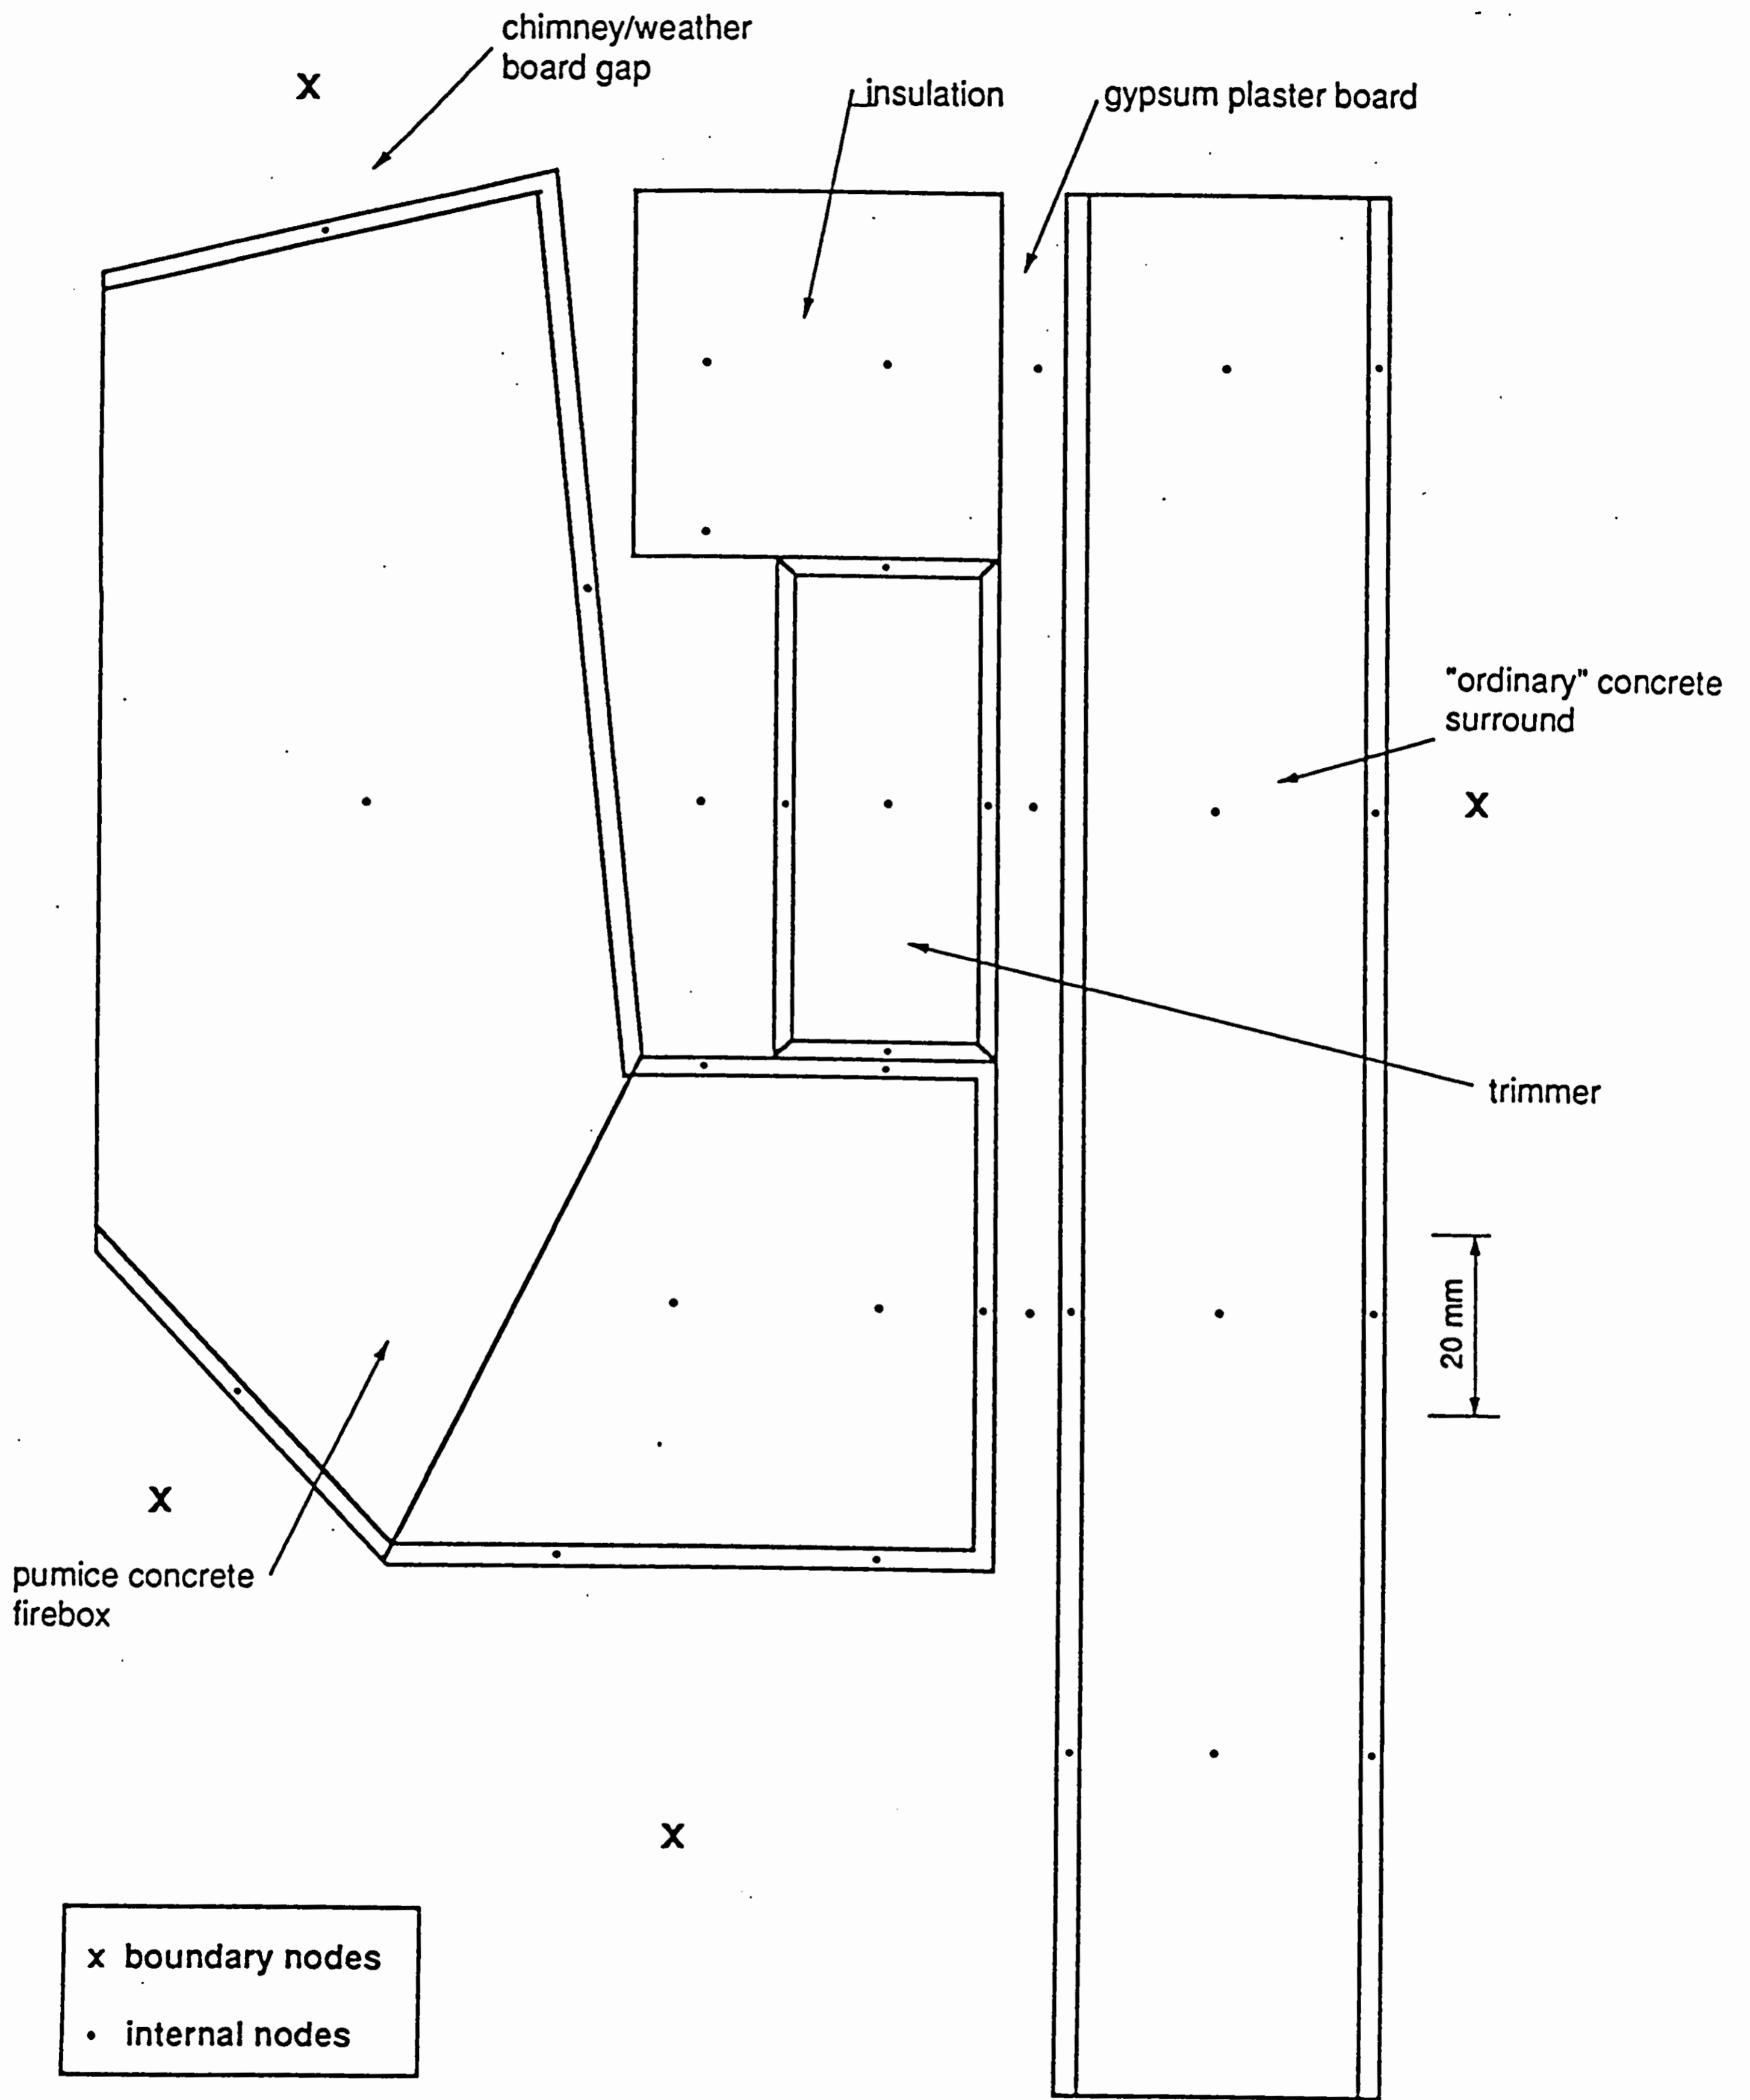 chimney/weather
board gap
x
insulation
gypsum plaster board
"ordinary" concrete
surround
x
trimmer
20 mm
x
pumice concrete
firebox
x
x boundary nodes
• internal nodes